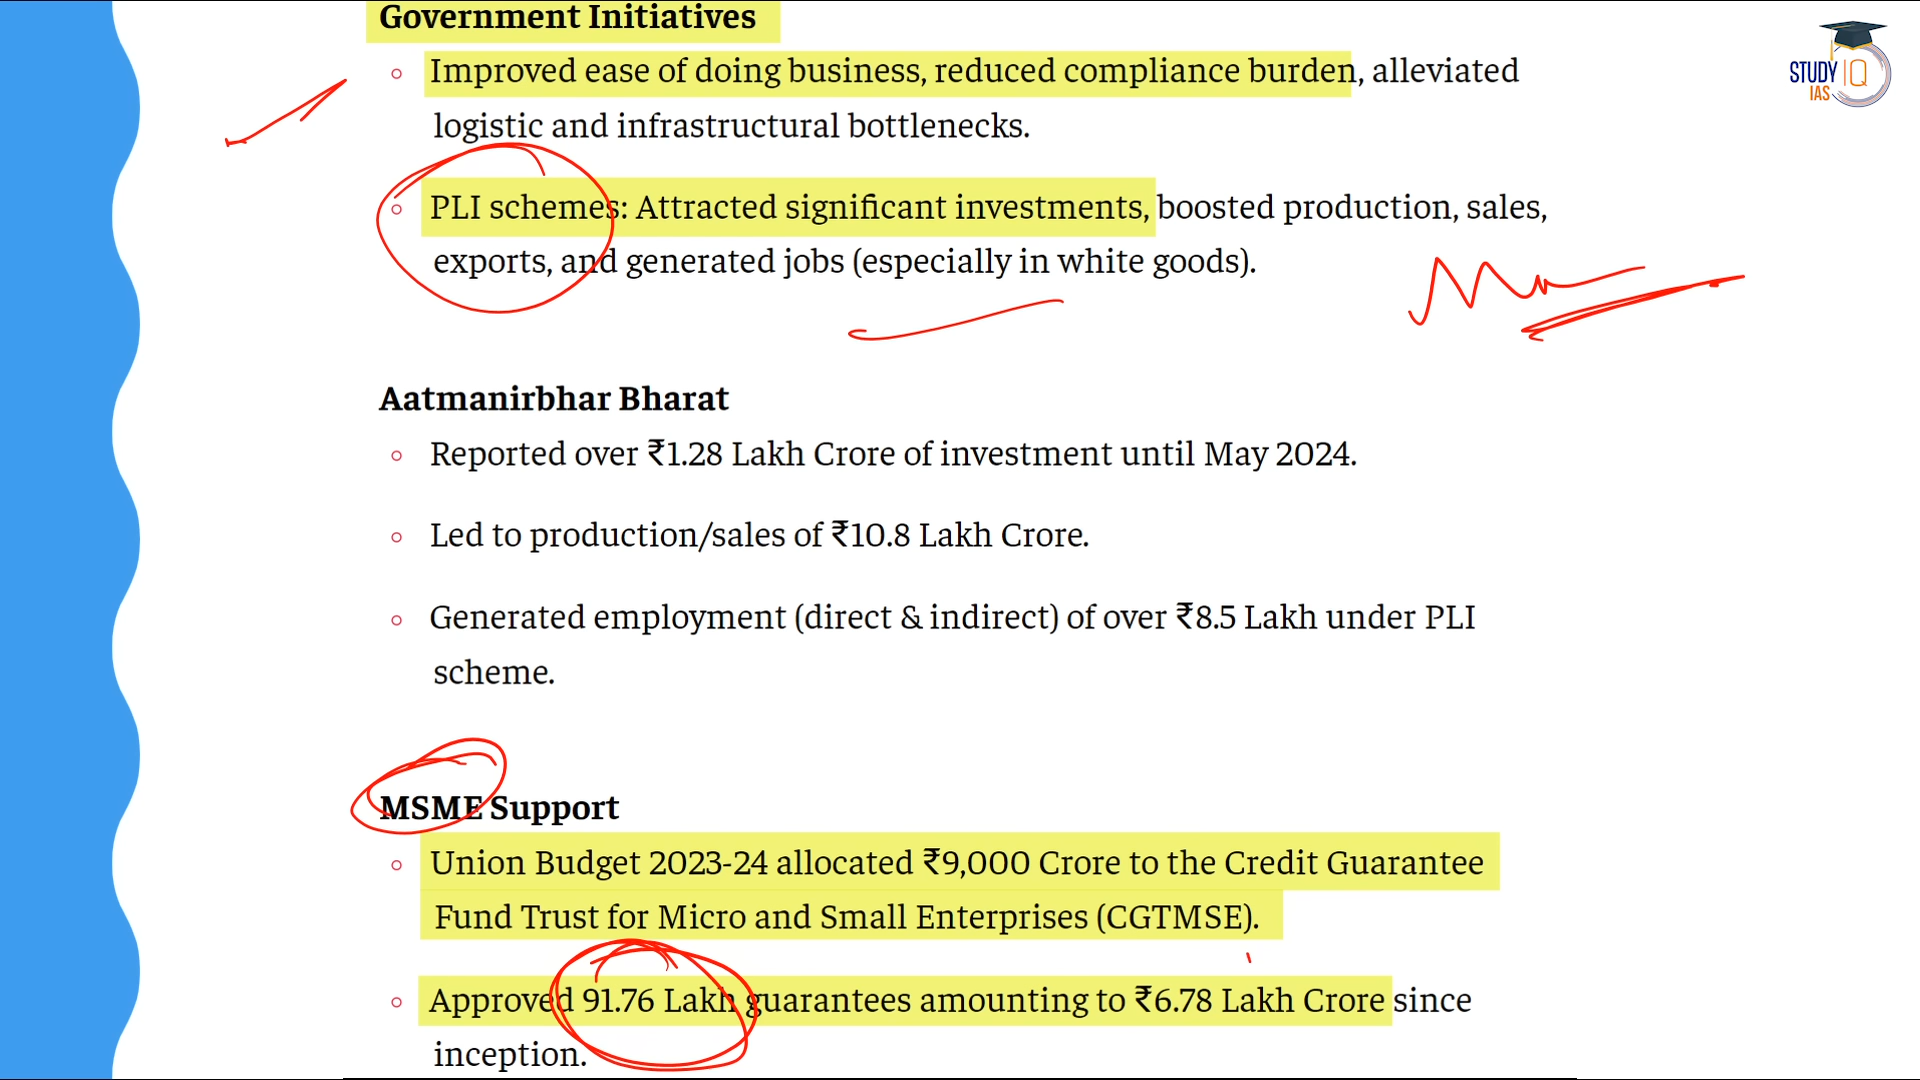 Government Initiatives
STUDY IQ
IAS
Improved ease of doing business, reduced compliance burden, alleviated
logistic and infrastructural bottlenecks.
PLI schemes: Attracted significant investments, boosted production, sales,
exports, and generated jobs (especially in white goods).
Aatmanirbhar Bharat
Reported over ₹1.28 Lakh Crore of investment until May 2024.
Led to production/sales of ₹10.8 Lakh Crore.
Generated employment (direct & indirect) of over ₹8.5 Lakh under PLI
scheme.
MSME Support
Union Budget 2023-24 allocated ₹9,000 Crore to the Credit Guarantee
Fund Trust for Micro and Small Enterprises (CGTMSE).
Approved 91.76 Lakh guarantees amounting to ₹6.78 Lakh Crore since
inception.